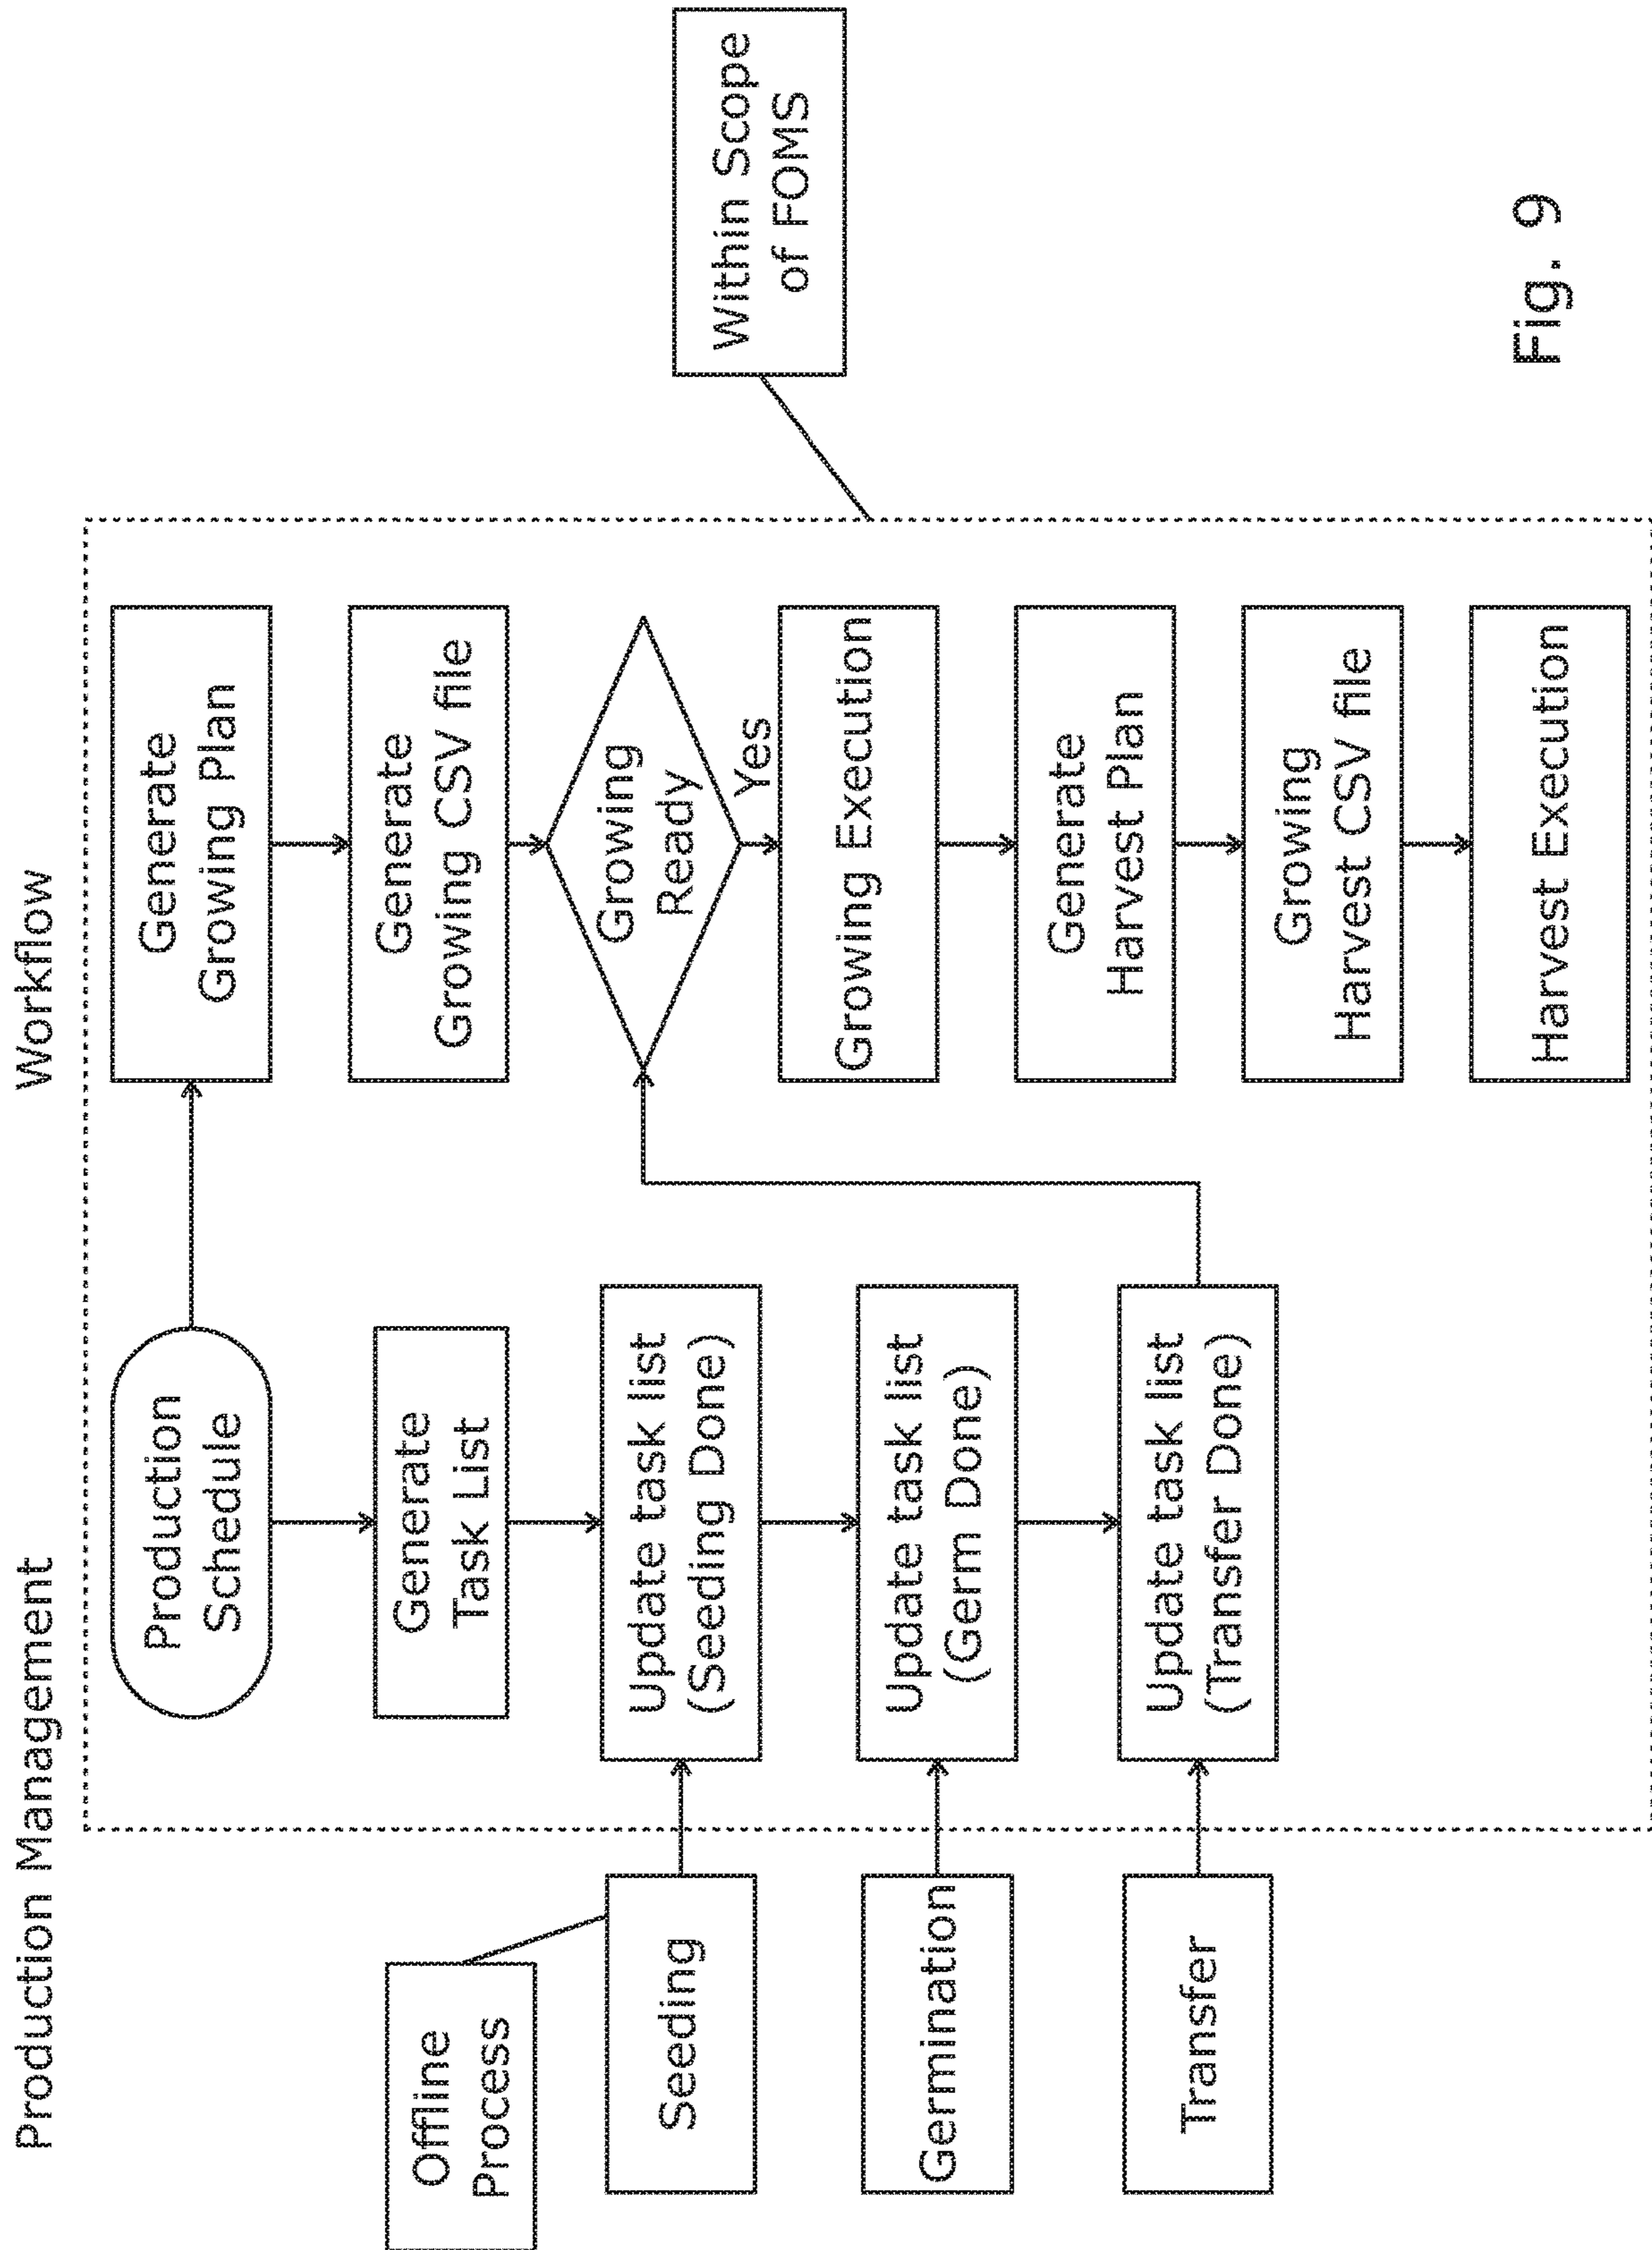 Production Management
Workflow
Offline
Process
Seeding
Germination
Transfer
Production
Schedule
Generate
Task List
Update task list
(Seeding Done)
Update task list
(Germ Done)
Update task list
(Transfer Done)
Generate
Growing Plan
Generate
Growing CSV file
Growing
Ready
Yes
Growing Execution
Generate
Harvest Plan
Growing
Harvest CSV file
Harvest Execution
Within Scope
of FOMS
Fig. 9